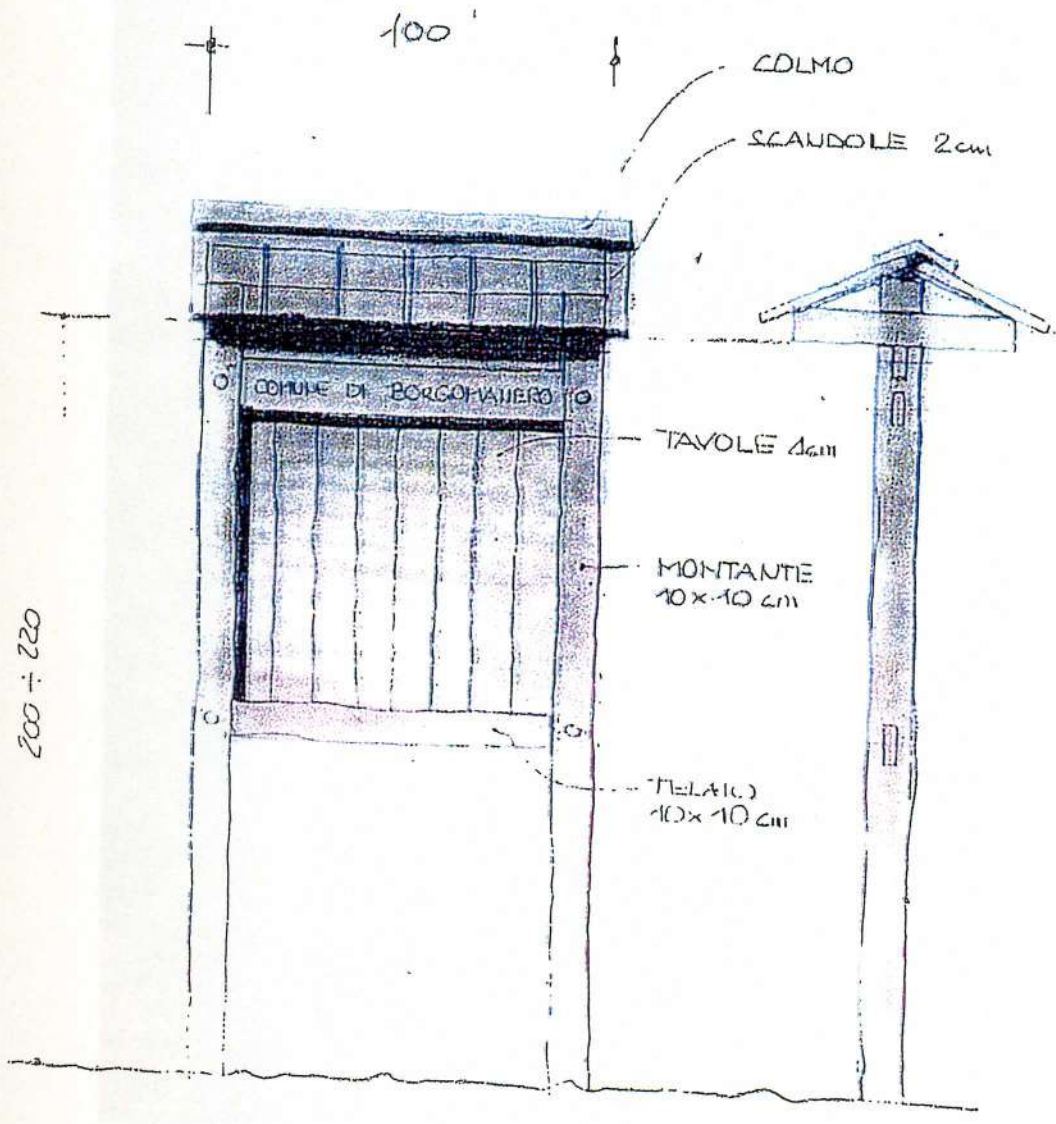 100
COLMO
SCANDOLE 2cm
COMUNE DI BORGOMANERO
TAVOLE 4cm
MONTANTE
10 x 10 cm
TELAIO
10 x 10 cm
200 ÷ 220